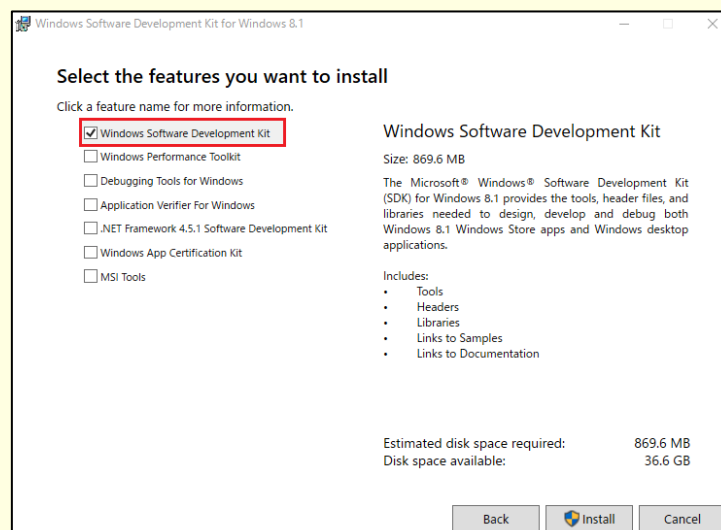 Windows Software Development Kit for Windows 8.1
Select the features you want to install
Click a feature name for more information.
Windows Software Development Kit
Windows Performance Toolkit
Debugging Tools for Windows
Application Verifier For Windows
.NET Framework 4.5.1 Software Development Kit
Windows App Certification Kit
MSI Tools
Windows Software Development Kit
Size: 869.6 MB
The Microsoft® Windows® Software Development Kit
(SDK) for Windows 8.1 provides the tools, header files, and
libraries needed to design, develop and debug both
Windows 8.1 Windows Store apps and Windows desktop
applications.
Includes:
• Tools
• Headers
• Libraries
• Links to Samples
• Links to Documentation
Estimated disk space required: 869.6 MB
Disk space available: 36.6 GB
Back Install Cancel